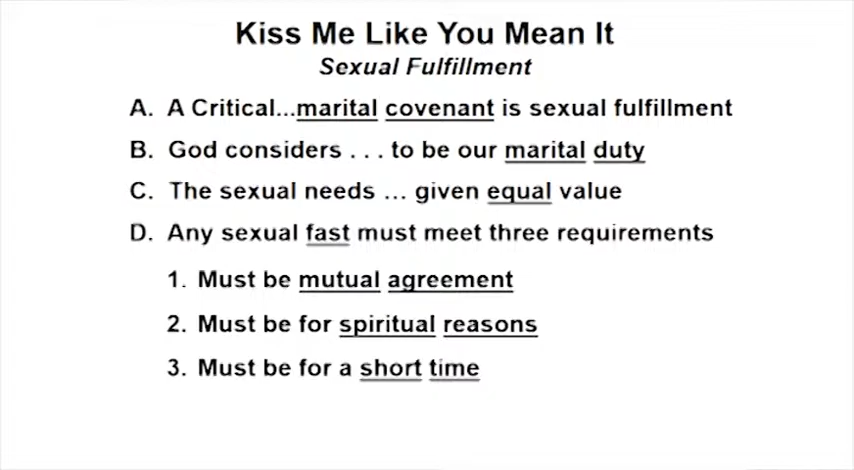 Kiss Me Like You Mean It
Sexual Fulfillment
A. A Critical...marital covenant is sexual fulfillment
B. God considers . . . to be our marital duty
C. The sexual needs ... given equal value
D. Any sexual fast must meet three requirements
1. Must be mutual agreement
2. Must be for spiritual reasons
3. Must be for a short time